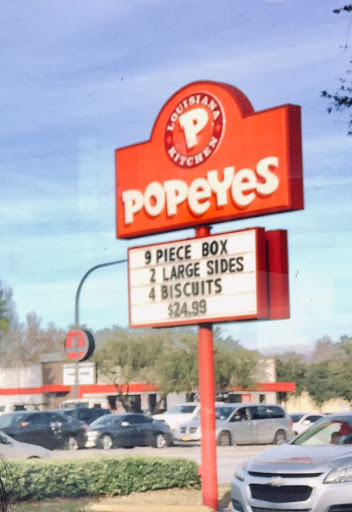 LOUISIANA
P
KITCHEN
POPEYES
9 PIECE BOX
2 LARGE SIDES
4 BISCUITS
$24.99